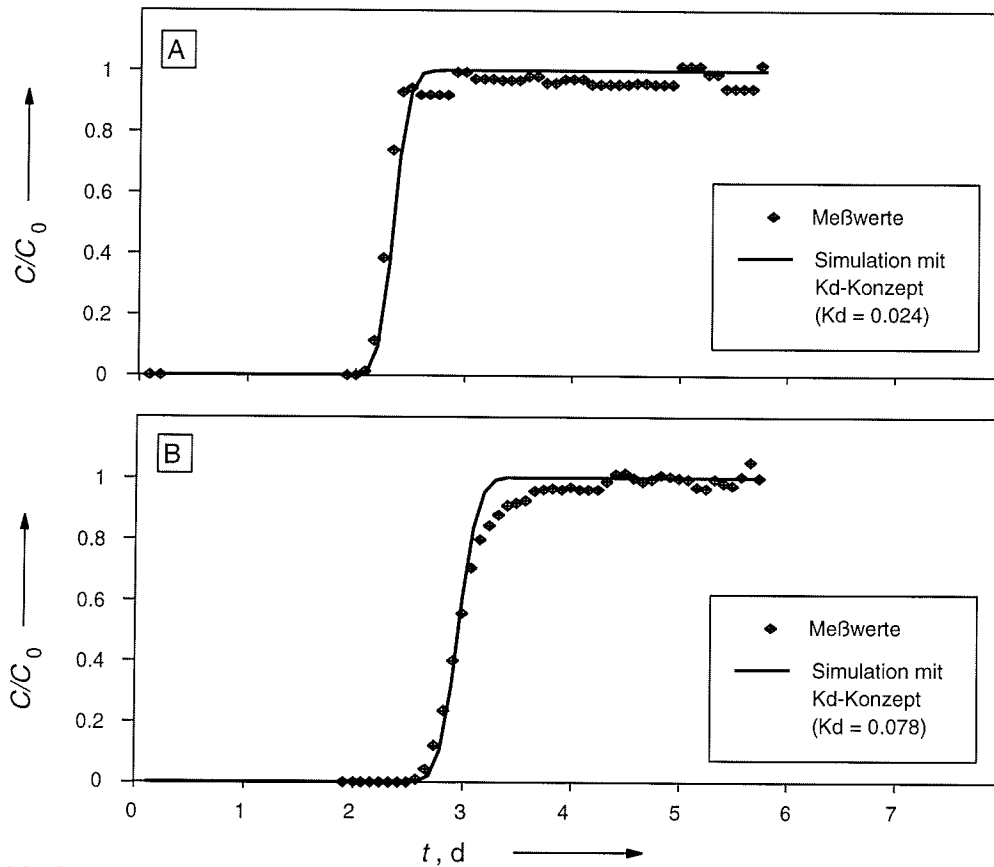 A
1
0.8
0.6
0.4
0.2
0
C/C0
Meßwerte
Simulation mit
Kd-Konzept
(Kd = 0.024)
B
1
0.8
0.6
0.4
0.2
0
C/C0
Meßwerte
Simulation mit
Kd-Konzept
(Kd = 0.078)
0 1 2 3 4 5 6 7
t, d